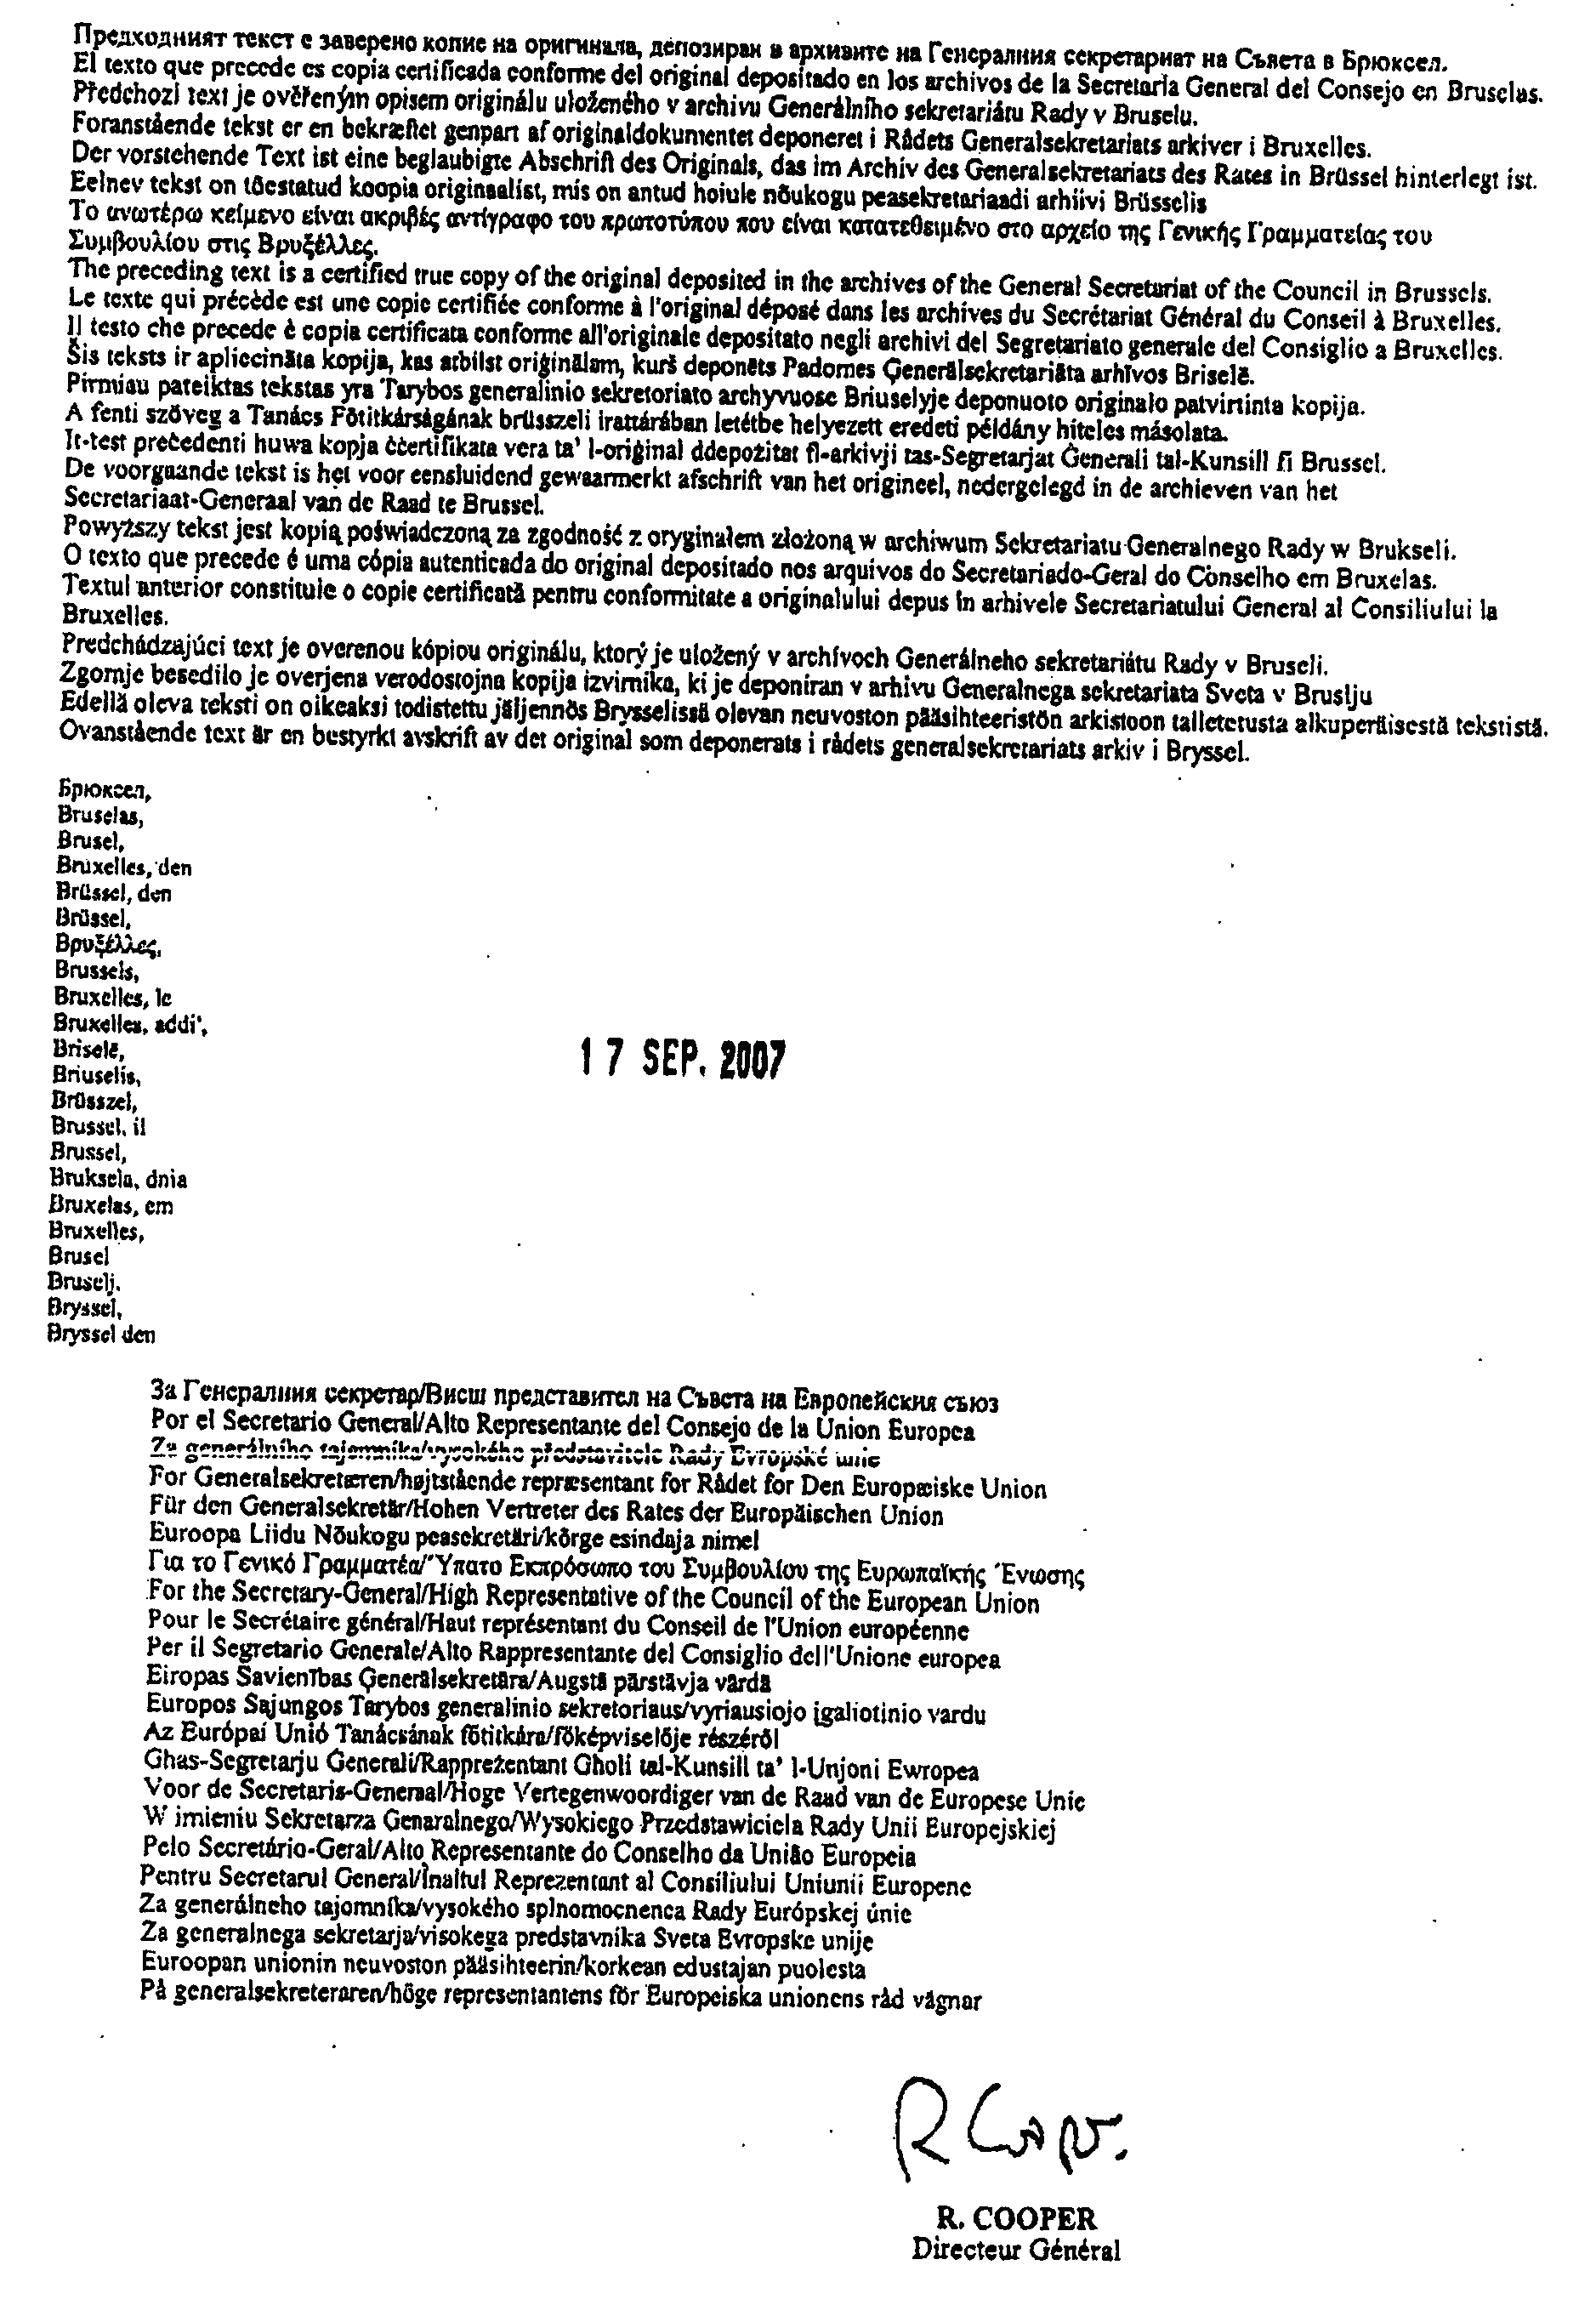 Предходният текст е заверено копие на оригинала, депозиран в архивите на Генералния секретариат на Съвета в Брюксел.
El texto que precede es copia certificada conforme del original depositado en los archivos de la Secretaría General del Consejo en Bruselas.
Předchozí text je ověřeným opisem originálu uloženého v archivu Generálního sekretariátu Rady v Bruselu.
Foranstående tekst er en bekræftet genpart af originaldokumentet deponeret i Rådets Generalsekretariats arkiver i Bruxelles.
Der vorstehende Text ist eine beglaubigte Abschrift des Originals, das im Archiv des Generalsekretariats des Rates in Brüssel hinterlegt ist.
Eelnev tekst on tõestatud koopia originaalist, mis on antud hoiule nõukogu peasekretariaadi arhiivi Brüsselis
Το ανωτέρω κείμενο είναι ακριβές αντίγραφο του πρωτοτύπου που είναι κατατεθειμένο στο αρχείο της Γενικής Γραμματείας του
Συμβουλίου στις Βρυξέλλες.
The preceding text is a certified true copy of the original deposited in the archives of the General Secretariat of the Council in Brussels.
Le texte qui précède est une copie certifiée conforme à l'original déposé dans les archives du Secrétariat Général du Conseil à Bruxelles.
Il testo che precede è copia certificata conforme all'originale depositato negli archivi del Segretariato generale del Consiglio a Bruxelles.
Šis teksts ir apliecināta kopija, kas atbilst oriģinālam, kurš deponēts Padomes Ģenerālsekretariāta arhīvos Briselē.
Pirmiau pateiktas tekstas yra Tarybos generalinio sekretoriato archyvuose Briuselyje deponuoto originalo patvirtinta kopija.
A fenti szöveg a Tanács Főtitkárságának brüsszeli irattárában letétbe helyezett eredeti példány hiteles másolata.
It-test preċedenti huwa kopja ċċertifikata vera ta' l-oriġinal ddepożitat fl-arkivji tas-Segretarjat Ġenerali tal-Kunsill fi Brussel.
De voorgaande tekst is het voor eensluidend gewaarmerkt afschrift van het origineel, nedergelegd in de archieven van het
Secretariaat-Generaal van de Raad te Brussel.
Powyższy tekst jest kopią poświadczoną za zgodność z oryginałem złożoną w archiwum Sekretariatu Generalnego Rady w Brukseli.
O texto que precede é uma cópia autenticada do original depositado nos arquivos do Secretariado-Geral do Conselho em Bruxelas.
Textul anterior constituie o copie certificată pentru conformitate a originalului depus în arhivele Secretariatului General al Consiliului la
Bruxelles.
Predchádzajúci text je overenou kópiou originálu, ktorý je uložený v archívoch Generálneho sekretariátu Rady v Bruseli.
Zgornje besedilo je overjena verodostojna kopija izvirnika, ki je deponiran v arhivu Generalnega sekretariata Sveta v Bruslju
Edellä oleva teksti on oikeaksi todistettu jäljennös Brysselissä olevan neuvoston pääsihteeristön arkistoon talletetusta alkuperäisestä tekstistä.
Ovanstående text är en bestyrkt avskrift av det original som deponerats i rådets generalsekretariats arkiv i Bryssel.
Брюксел,
Bruselas,
Brusel,
Bruxelles, den
Brüssel, den
Brüssel,
Βρυξέλλες,
Brussels,
Bruxelles, le
Bruxelles, addi',
Briselē,
Briuselis,
Brüsszel,
Brussel, il
Brussel,
Bruksela, dnia
Bruxelas, em
Bruxelles,
Brusel
Bruselj,
Bryssel,
Bryssel den
17 SEP. 2007
За Генералния секретар/Висш представител на Съвета на Европейския съюз
Por el Secretario General/Alto Representante del Consejo de la Union Europea
Za generálního tajemníka/vysokého představitele Rady Evropské unie
For Generalsekretæren/højtstående repræsentant for Rådet for Den Europæiske Union
Für den Generalsekretär/Hohen Vertreter des Rates der Europäischen Union
Euroopa Liidu Nõukogu peasekretäri/kõrge esindaja nimel
Για το Γενικό Γραμματέα/Ύπατο Εκπρόσωπο του Συμβουλίου της Ευρωπαϊκής Ένωσης
For the Secretary-General/High Representative of the Council of the European Union
Pour le Secrétaire général/Haut représentant du Conseil de l'Union européenne
Per il Segretario Generale/Alto Rappresentante del Consiglio dell'Unione europea
Eiropas Savienības Ģenerālsekretāra/Augstā pārstāvja vārdā
Europos Sąjungos Tarybos generalinio sekretoriaus/vyriausiojo įgaliotinio vardu
Az Európai Unió Tanácsának főtitkára/főképviselője részéről
Għas-Segretarju Ġenerali/Rappreżentant Għoli tal-Kunsill ta' l-Unjoni Ewropea
Voor de Secretaris-Generaal/Hoge Vertegenwoordiger van de Raad van de Europese Unie
W imieniu Sekretarza Genaralnego/Wysokiego Przedstawiciela Rady Unii Europejskiej
Pelo Secretário-Geral/Alto Representante do Conselho da União Europeia
Pentru Secretarul General/Înaltul Reprezentant al Consiliului Uniunii Europene
Za generálneho tajomníka/vysokého splnomocnenca Rady Európskej únie
Za generalnega sekretarja/visokega predstavnika Sveta Evropske unije
Euroopan unionin neuvoston pääsihteerin/korkean edustajan puolesta
På generalsekreteraren/höge representantens för Europeiska unionens råd vägnar
R. COOPER
Directeur Général